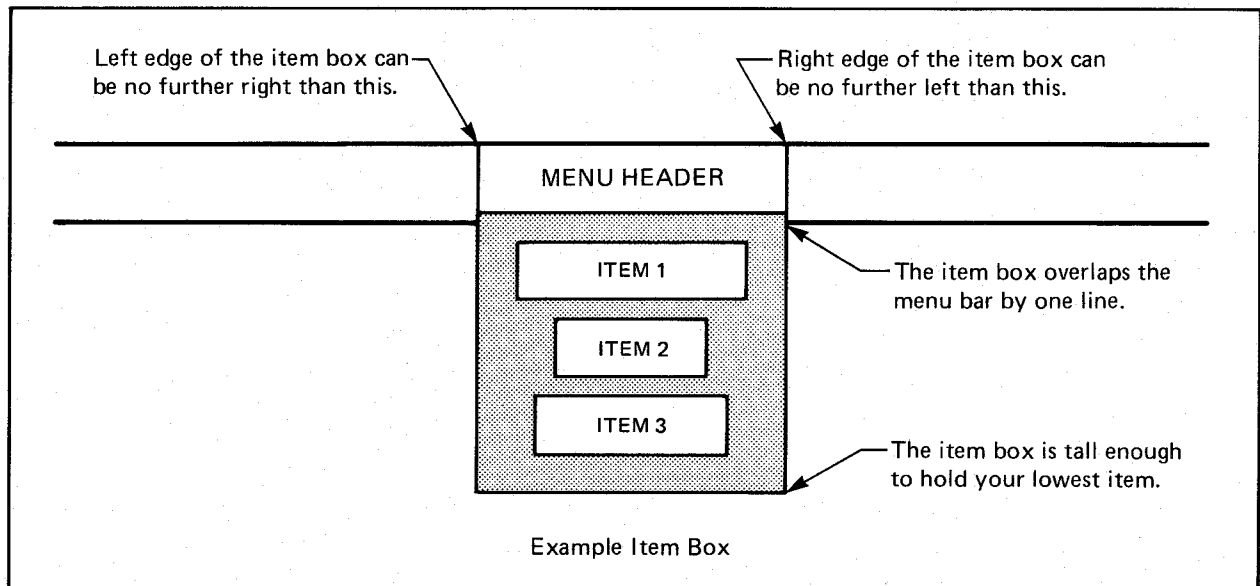 Left edge of the item box can
be no further right than this.
Right edge of the item box can
be no further left than this.
MENU HEADER
ITEM 1
The item box overlaps the
menu bar by one line.
ITEM 2
ITEM 3
The item box is tall enough
to hold your lowest item.
Example Item Box